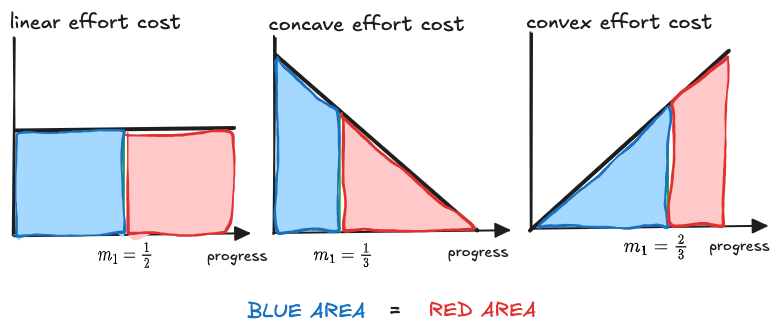 linear effort cost
concave effort cost
convex effort cost
m₁ = 1/2
progress
m₁ = 1/3
progress
m₁ = 2/3
progress
BLUE AREA = RED AREA